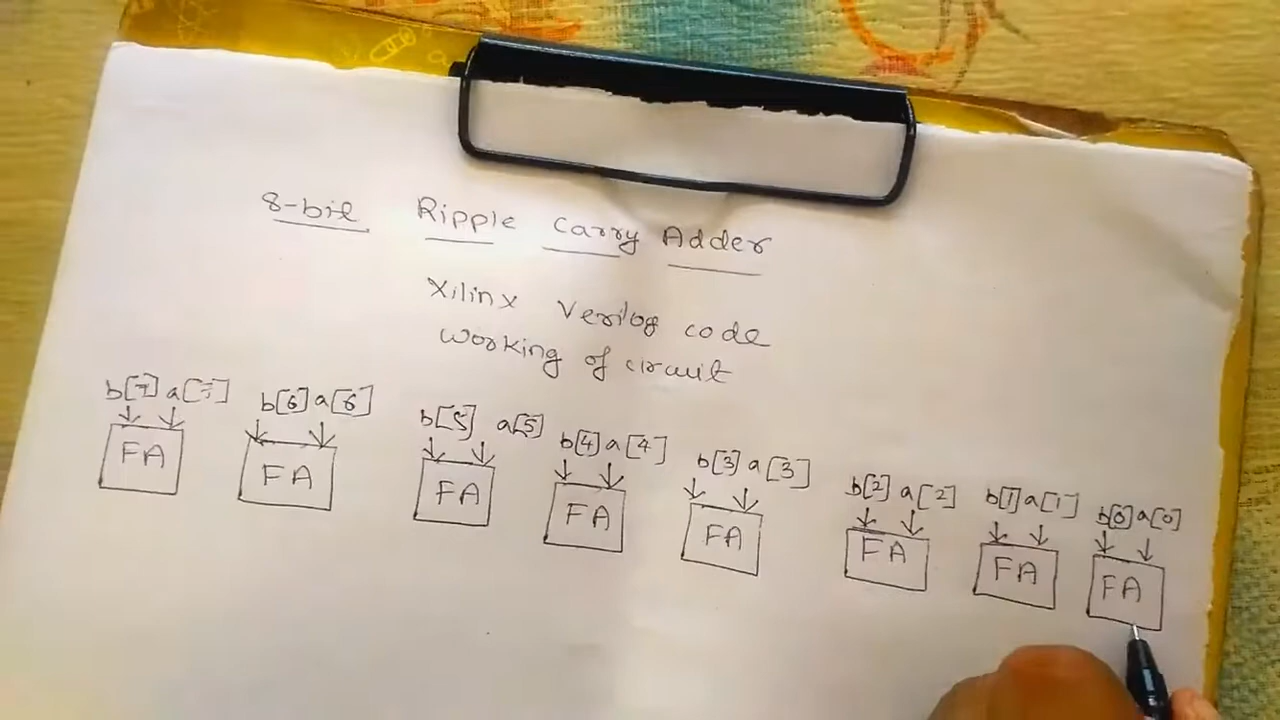 8-bit Ripple Carry Adder
Xilinx Verilog code
Working of circuit
b[7] a[7] b[6] a[6] b[5] a[5] b[4] a[4] b[3] a[3] b[2] a[2] b[1] a[1] b[0] a[0]
FA FA FA FA FA FA FA FA